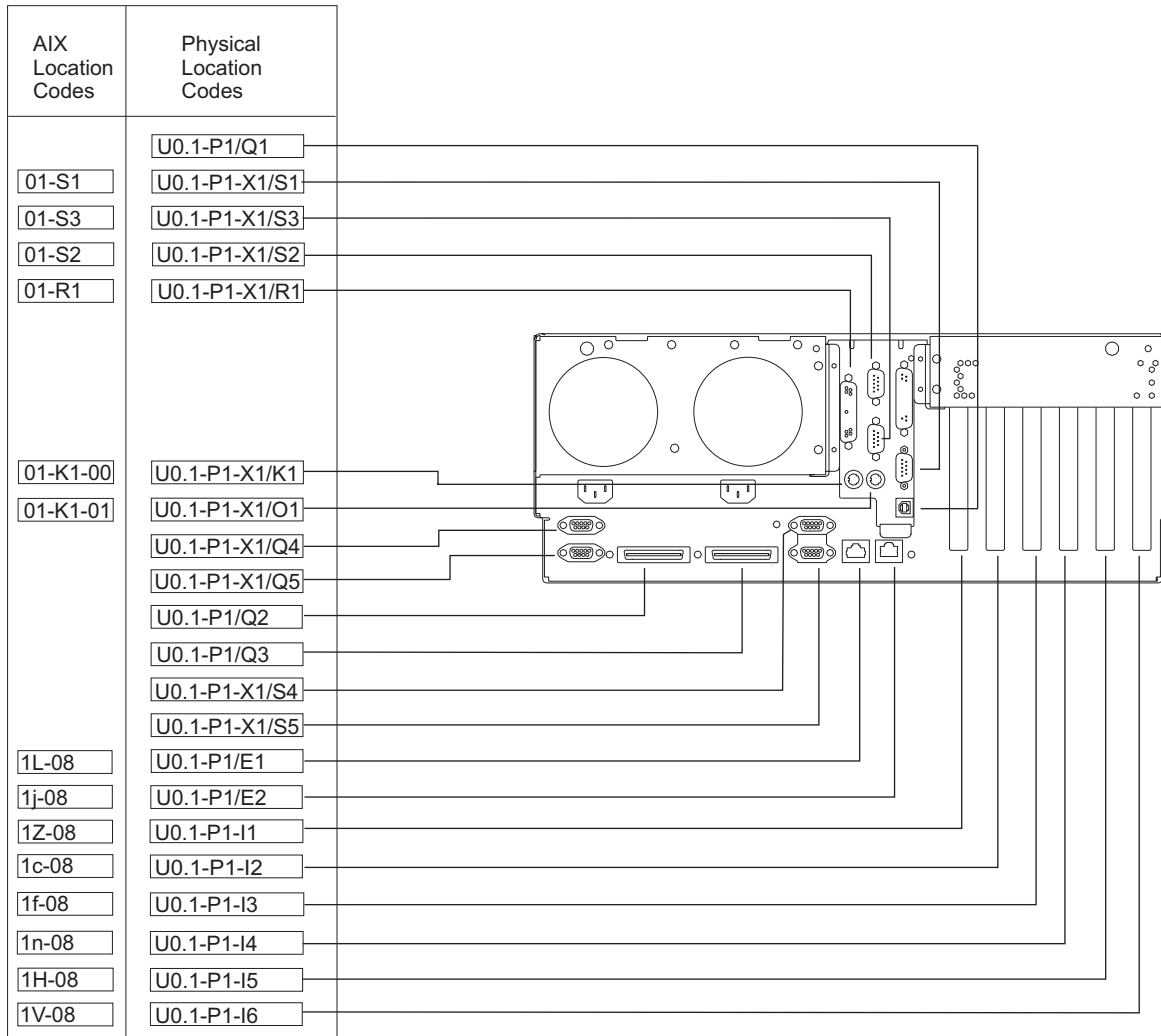 AIX Location Codes
Physical Location Codes
U0.1-P1/Q1
01-S1 U0.1-P1-X1/S1
01-S3 U0.1-P1-X1/S3
01-S2 U0.1-P1-X1/S2
01-R1 U0.1-P1-X1/R1
01-K1-00 U0.1-P1-X1/K1
01-K1-01 U0.1-P1-X1/O1
U0.1-P1-X1/Q4
U0.1-P1-X1/Q5
U0.1-P1/Q2
U0.1-P1/Q3
U0.1-P1-X1/S4
U0.1-P1-X1/S5
1L-08 U0.1-P1/E1
1j-08 U0.1-P1/E2
1Z-08 U0.1-P1-I1
1c-08 U0.1-P1-I2
1f-08 U0.1-P1-I3
1n-08 U0.1-P1-I4
1H-08 U0.1-P1-I5
1V-08 U0.1-P1-I6